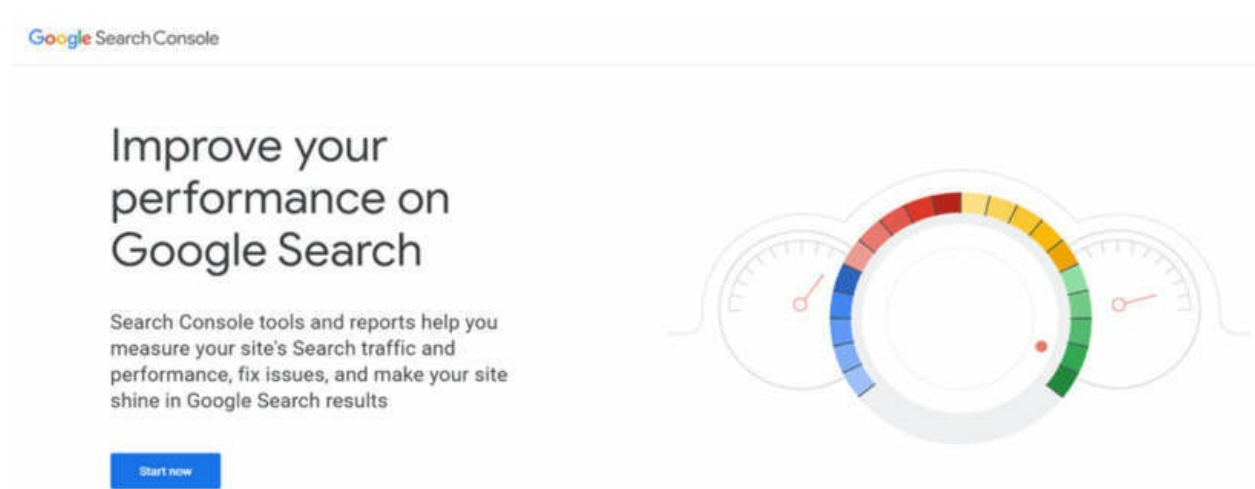 Google Search Console
Improve your
performance on
Google Search
Search Console tools and reports help you
measure your site's Search traffic and
performance, fix issues, and make your site
shine in Google Search results
Start now